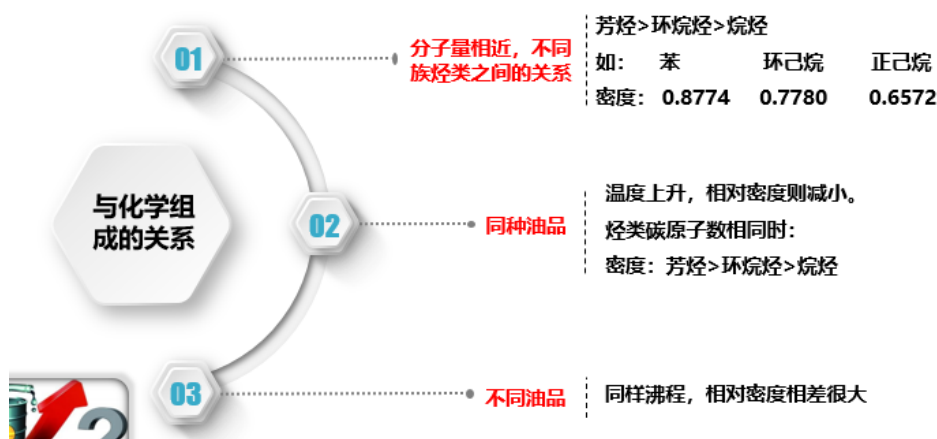 01
分子量相近，不同
族烃类之间的关系
芳烃>环烷烃>烷烃
如： 苯 环己烷 正己烷
密度： 0.8774 0.7780 0.6572
与化学组
成的关系
02
同种油品
温度上升，相对密度则减小。
烃类碳原子数相同时：
密度：芳烃>环烷烃>烷烃
03
不同油品
同样沸程，相对密度相差很大